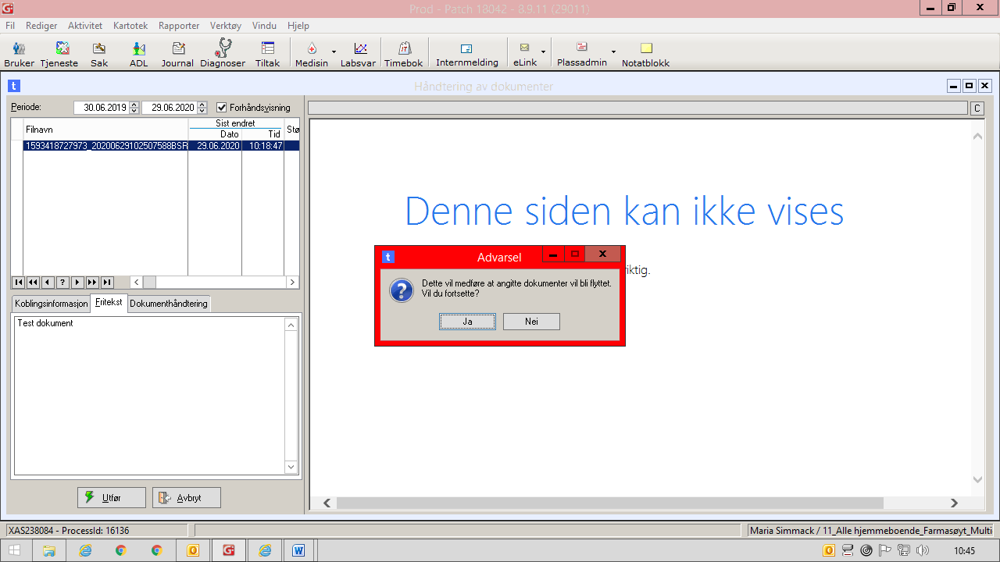 Prod - Patch 18042 - 8.9.11 (29011)
Fil Rediger Aktivitet Kartotek Rapporter Verktøy Vindu Hjelp
Bruker Tjeneste Sak ADL Journal Diagnoser Tiltak Medisin Labsvar Timebok Internmelding eLink Plassadmin Notatblokk
t Håndtering av dokumenter
Periode: 30.06.2019 29.06.2020 Forhåndsvisning
C
Sist endret
Filnavn Dato Tid Stø
1593418727973_20200629102507588BSR 29.06.2020 10:18:47
Denne siden kan ikke vises
riktig.
t Advarsel
Dette vil medføre at angitte dokumenter vil bli flyttet.
Vil du fortsette?
Ja Nei
Koblingsinformasjon Fritekst Dokumenthåndtering
Test dokument
Utfør Avbryt
XAS238084 - ProcessId: 16136
Maria Simmack / 11_Alle hjemmeboende_Farmasøyt_Multi
10:45